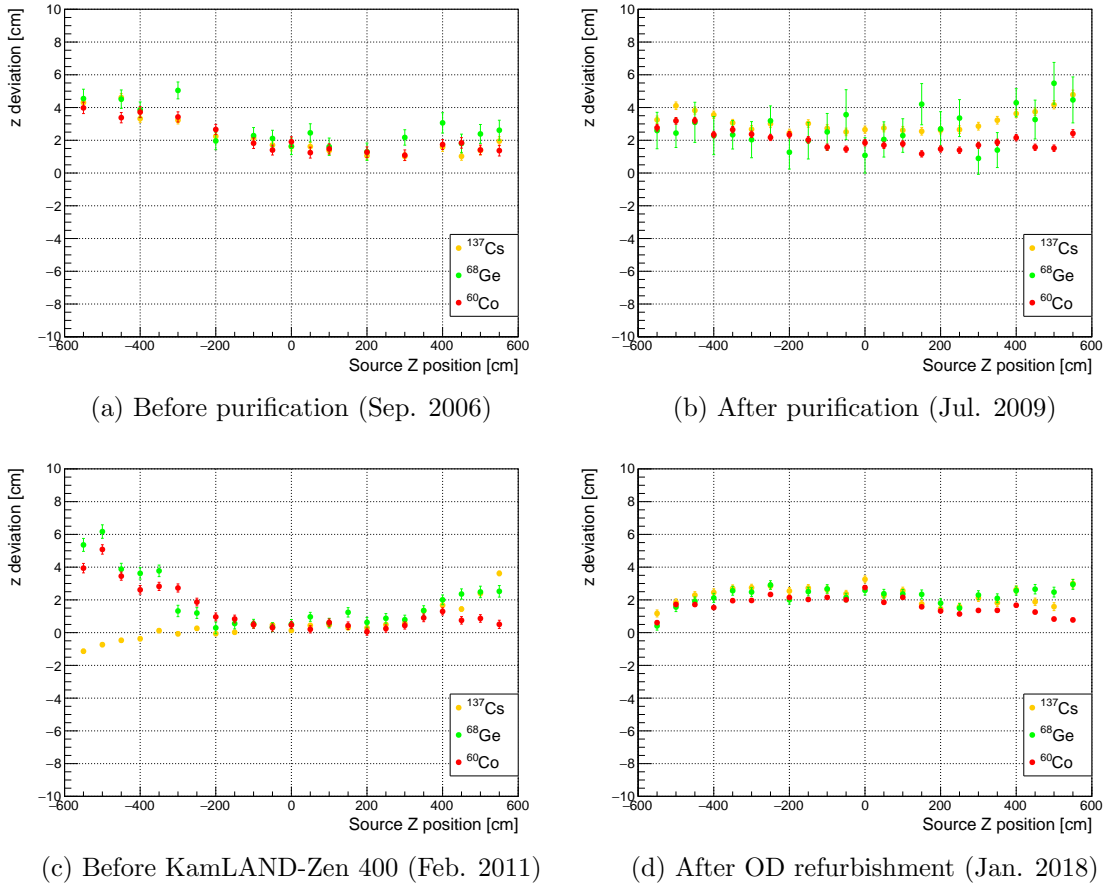 z deviation [cm]
10
8
6
4
2
0
−2
−4
−6
−8
−10
¹³⁷Cs
⁶⁸Ge
⁶⁰Co
−600 −400 −200 0 200 400 600
Source Z position [cm]
(a) Before purification (Sep. 2006)
z deviation [cm]
10
8
6
4
2
0
−2
−4
−6
−8
−10
¹³⁷Cs
⁶⁸Ge
⁶⁰Co
−600 −400 −200 0 200 400 600
Source Z position [cm]
(b) After purification (Jul. 2009)
z deviation [cm]
10
8
6
4
2
0
−2
−4
−6
−8
−10
¹³⁷Cs
⁶⁸Ge
⁶⁰Co
−600 −400 −200 0 200 400 600
Source Z position [cm]
(c) Before KamLAND-Zen 400 (Feb. 2011)
z deviation [cm]
10
8
6
4
2
0
−2
−4
−6
−8
−10
¹³⁷Cs
⁶⁸Ge
⁶⁰Co
−600 −400 −200 0 200 400 600
Source Z position [cm]
(d) After OD refurbishment (Jan. 2018)